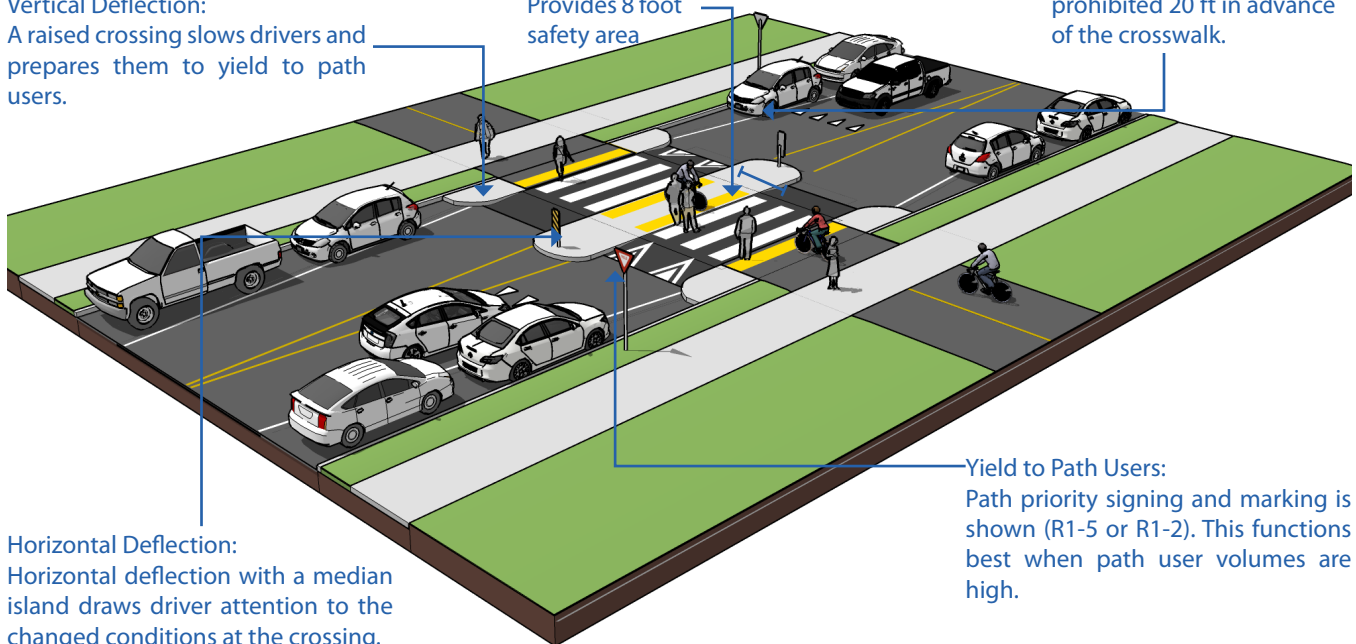 Vertical Deflection:
A raised crossing slows drivers and
prepares them to yield to path
users.
Provides 8 foot
safety area
prohibited 20 ft in advance
of the crosswalk.
Yield to Path Users:
Path priority signing and marking is
shown (R1-5 or R1-2). This functions
best when path user volumes are
high.
Horizontal Deflection:
Horizontal deflection with a median
island draws driver attention to the
changed conditions at the crossing.